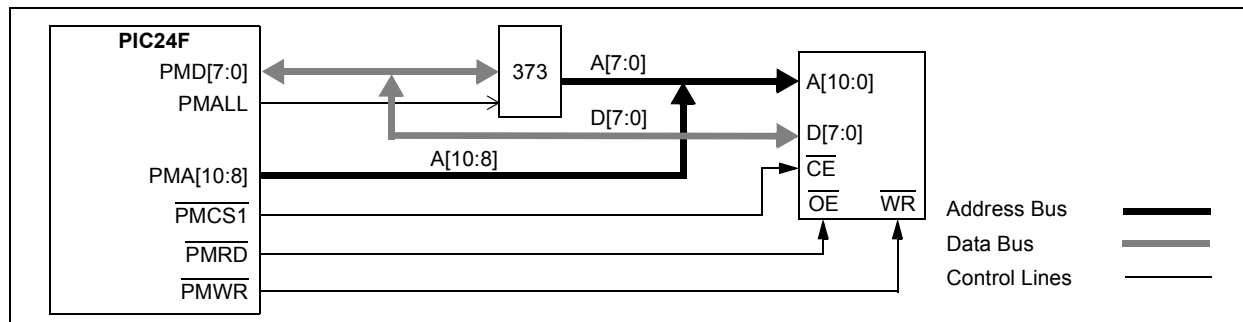 PIC24F
PMD[7:0]
PMALL
PMA[10:8]
PMCS1
PMRD
PMWR
373
A[7:0]
D[7:0]
A[10:8]
A[10:0]
D[7:0]
CE
OE WR
Address Bus
Data Bus
Control Lines